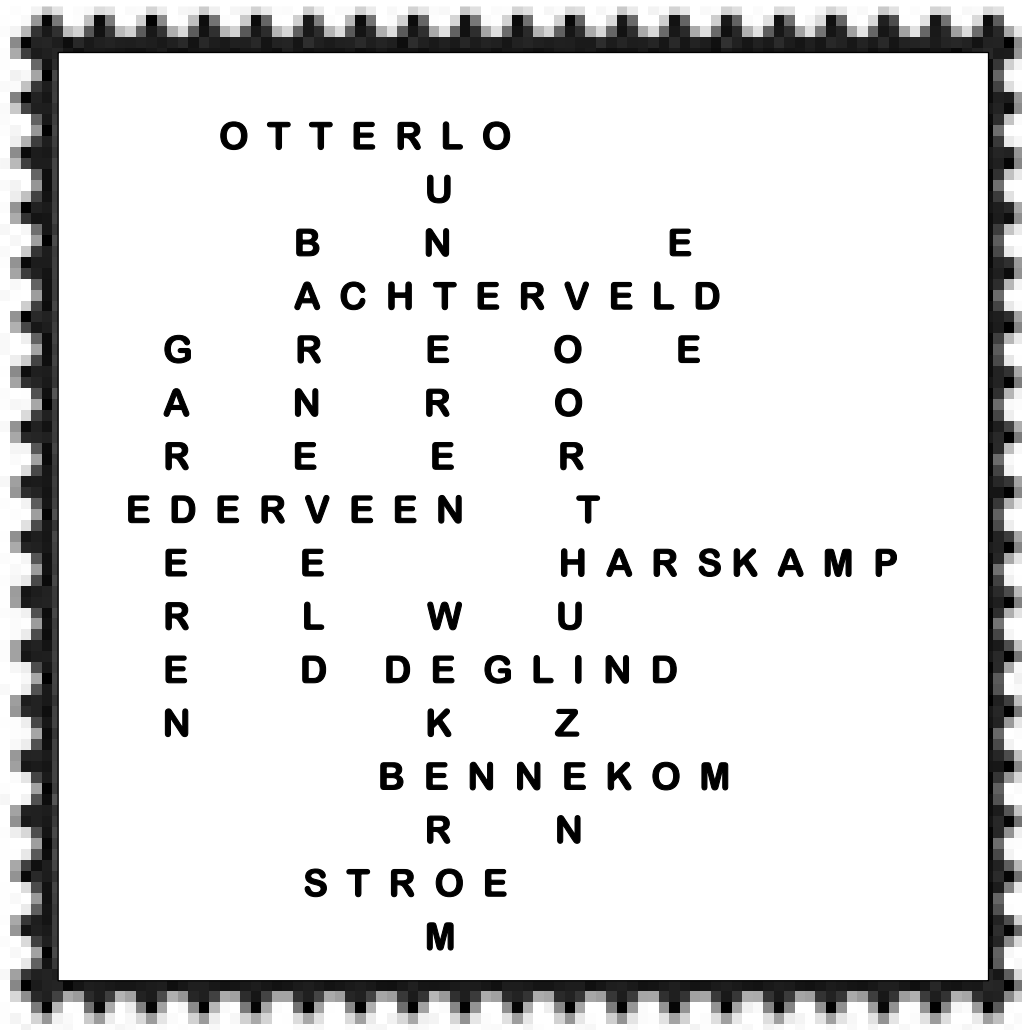 OTTERLO
U
B N E
ACHTERVELD
G R E O E
A N R O
R E E R
EDERVEEN T
E E HARSKAMP
R L W U
E D DEGLIND
N K Z
BENNEKOM
R N
STROE
M